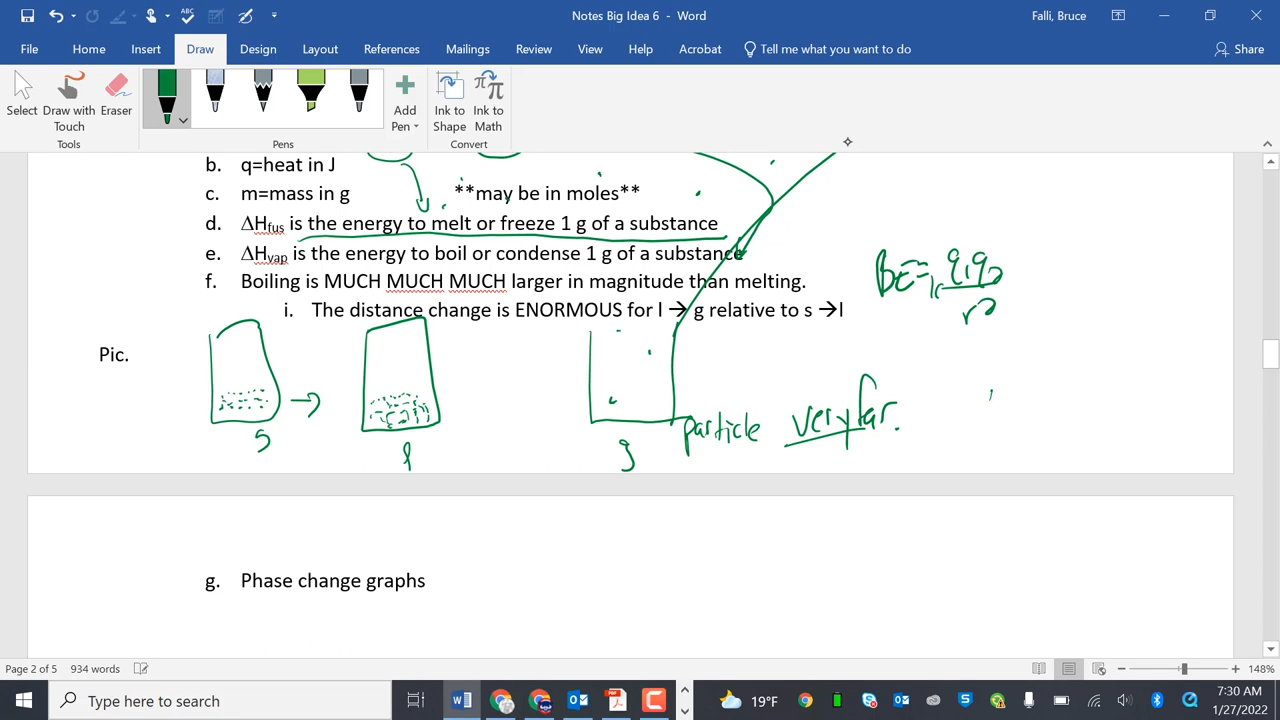 Notes Big Idea 6 - Word
Falli, Bruce
File Home Insert Draw Design Layout References Mailings Review View Help Acrobat Tell me what you want to do Share
Select Draw with Touch Eraser Add Pen Ink to Shape Ink to Math
Tools Pens Convert
b. q=heat in J
c. m=mass in g **may be in moles**
d. ΔHfus is the energy to melt or freeze 1 g of a substance
e. ΔHvap is the energy to boil or condense 1 g of a substance
f. Boiling is MUCH MUCH MUCH larger in magnitude than melting.
i. The distance change is ENORMOUS for l → g relative to s → l
Pic.
s
l
g
particle very far.
g. Phase change graphs
Page 2 of 5 934 words 148%
Type here to search 19°F 7:30 AM
1/27/2022